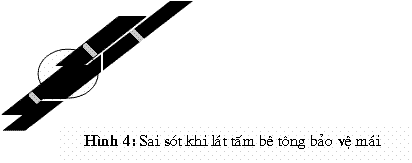 Hình 4: Sai sót khi lát tấm bê tông bảo vệ mái